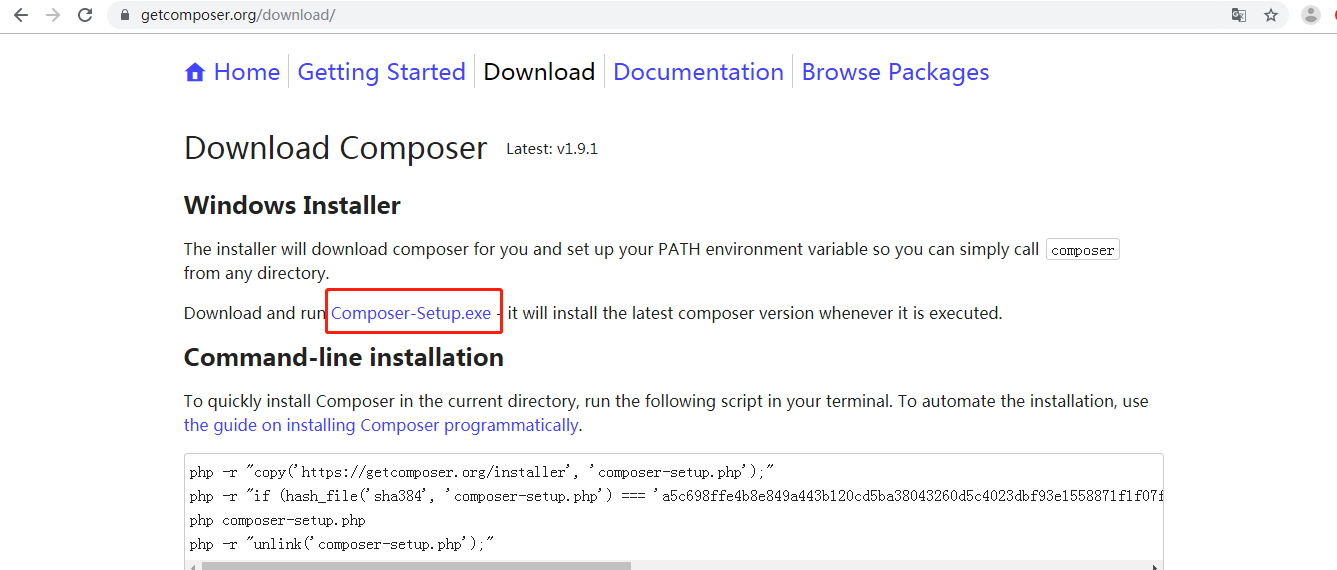 getcomposer.org/download/
Home Getting Started Download Documentation Browse Packages
Download Composer Latest: v1.9.1
Windows Installer
The installer will download composer for you and set up your PATH environment variable so you can simply call composer
from any directory.
Download and run Composer-Setup.exe - it will install the latest composer version whenever it is executed.
Command-line installation
To quickly install Composer in the current directory, run the following script in your terminal. To automate the installation, use
the guide on installing Composer programmatically.
php -r "copy('https://getcomposer.org/installer', 'composer-setup.php');"
php -r "if (hash_file('sha384', 'composer-setup.php') === 'a5c698ffe4b8e849a443b120cd5ba38043260d5c4023dbf93e1558871f1f07f
php composer-setup.php
php -r "unlink('composer-setup.php');"